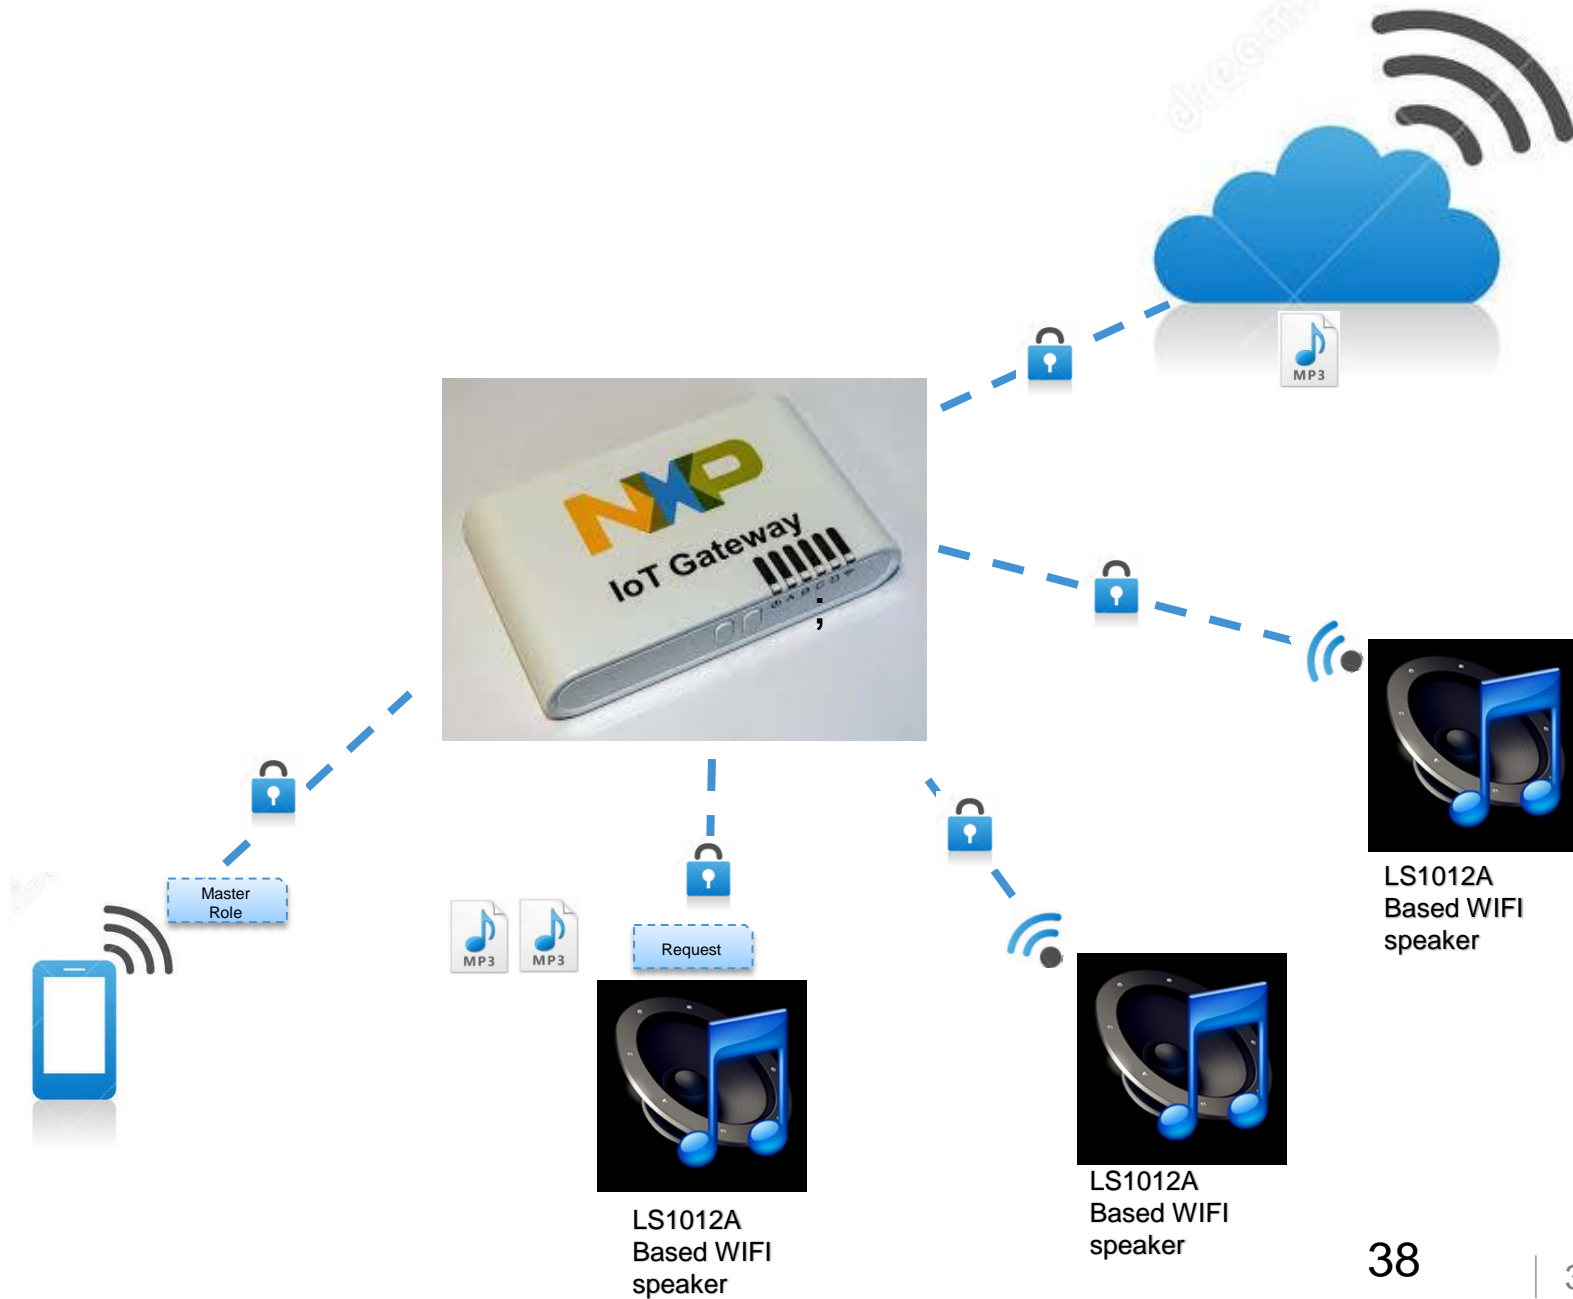 MP3
NXP
IoT Gateway
;
Master
Role
MP3
MP3
Request
LS1012A
Based WIFI
speaker
LS1012A
Based WIFI
speaker
LS1012A
Based WIFI
speaker
38